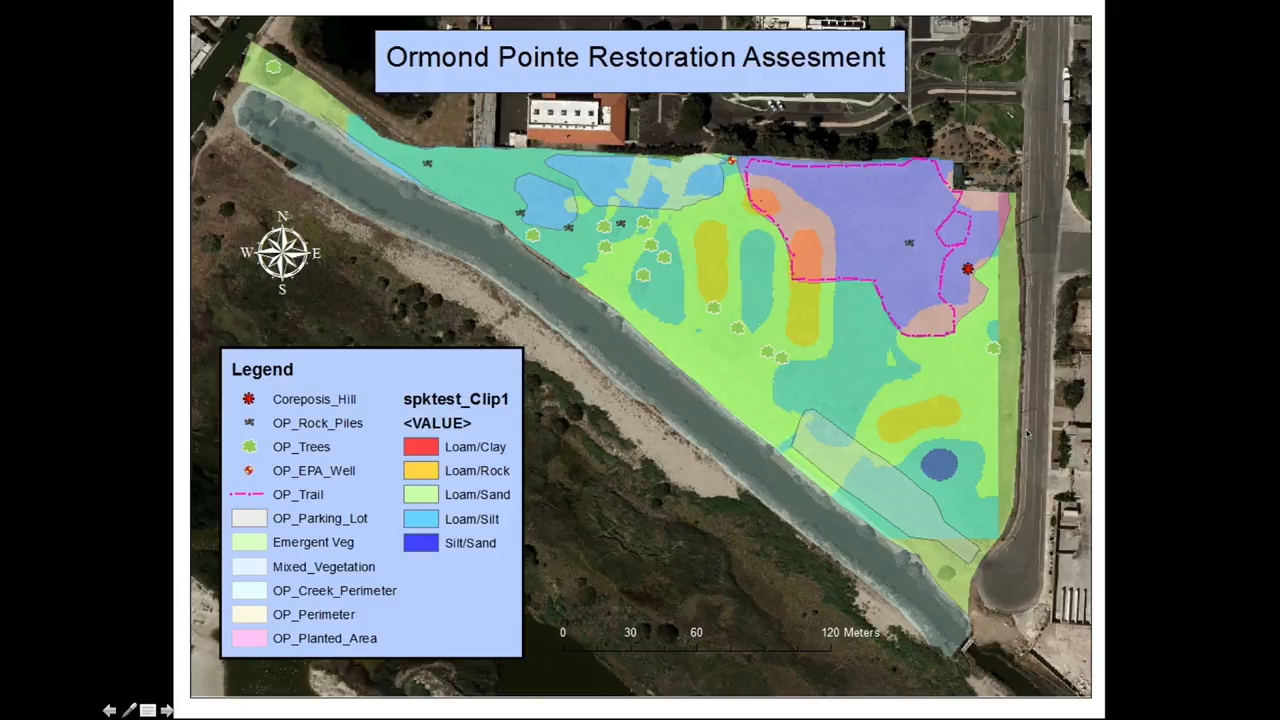 Ormond Pointe Restoration Assesment
N
W E
S
Legend
Coreposis_Hill
OP_Rock_Piles
OP_Trees
OP_EPA_Well
OP_Trail
OP_Parking_Lot
Emergent Veg
Mixed_Vegetation
OP_Creek_Perimeter
OP_Perimeter
OP_Planted_Area
spktest_Clip1
<VALUE>
Loam/Clay
Loam/Rock
Loam/Sand
Loam/Silt
Silt/Sand
0 30 60 120 Meters